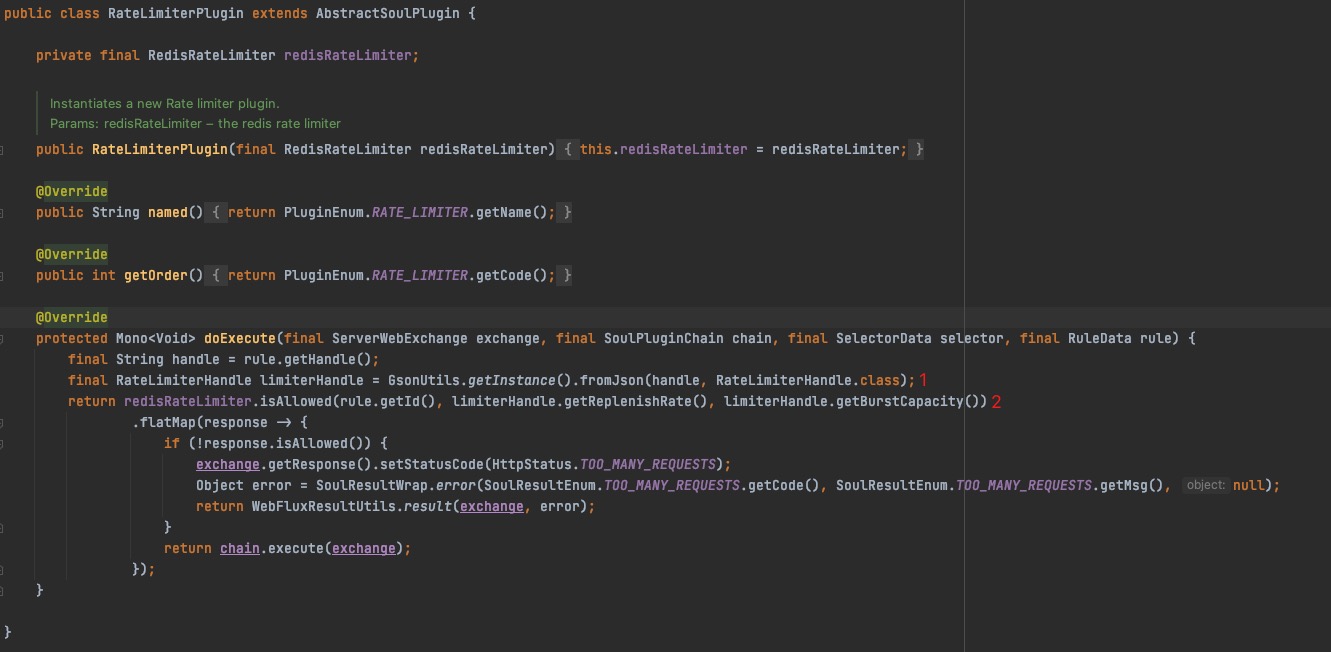 public class RateLimiterPlugin extends AbstractSoulPlugin {
private final RedisRateLimiter redisRateLimiter;
Instantiates a new Rate limiter plugin.
Params: redisRateLimiter – the redis rate limiter
public RateLimiterPlugin(final RedisRateLimiter redisRateLimiter) { this.redisRateLimiter = redisRateLimiter; }
@Override
public String named() { return PluginEnum.RATE_LIMITER.getName(); }
@Override
public int getOrder() { return PluginEnum.RATE_LIMITER.getCode(); }
@Override
protected Mono<Void> doExecute(final ServerWebExchange exchange, final SoulPluginChain chain, final SelectorData selector, final RuleData rule) {
final String handle = rule.getHandle();
final RateLimiterHandle limiterHandle = GsonUtils.getInstance().fromJson(handle, RateLimiterHandle.class); 1
return redisRateLimiter.isAllowed(rule.getId(), limiterHandle.getReplenishRate(), limiterHandle.getBurstCapacity()) 2
.flatMap(response -> {
if (!response.isAllowed()) {
exchange.getResponse().setStatusCode(HttpStatus.TOO_MANY_REQUESTS);
Object error = SoulResultWrap.error(SoulResultEnum.TOO_MANY_REQUESTS.getCode(), SoulResultEnum.TOO_MANY_REQUESTS.getMsg(), object: null);
return WebFluxResultUtils.result(exchange, error);
}
return chain.execute(exchange);
});
}
}